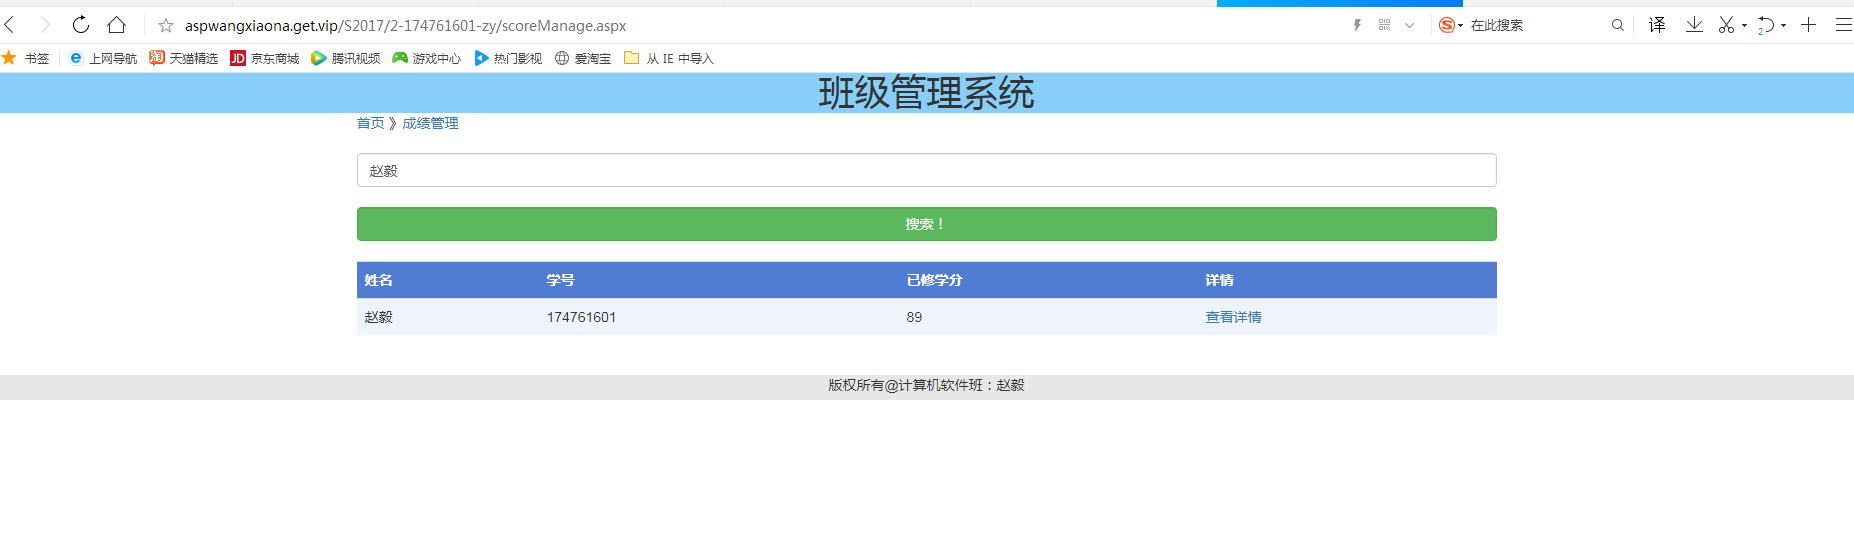 aspwangxiaona.get.vip/S2017/2-174761601-zy/scoreManage.aspx 在此搜索 译 2
书签 上网导航 淘 天猫精选 JD 京东商城 腾讯视频 游戏中心 热门影视 爱淘宝 从 IE 中导入
班级管理系统
首页 》成绩管理
赵毅
搜索！
姓名 学号 已修学分 详情
赵毅 174761601 89 查看详情
版权所有@计算机软件班：赵毅